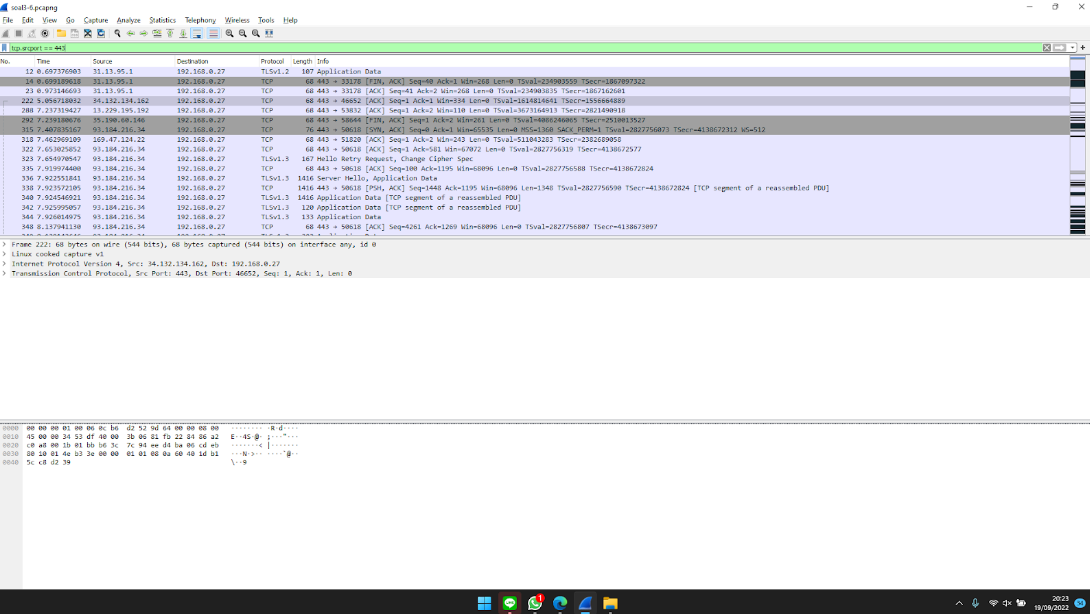 soal3-6.pcapng
File Edit View Go Capture Analyze Statistics Telephony Wireless Tools Help
tcp.srcport == 443
No. Time Source Destination Protocol Length Info
12 0.697376903 31.13.95.1 192.168.0.27 TLSv1.2 107 Application Data
14 0.699189618 31.13.95.1 192.168.0.27 TCP 68 443 → 33178 [FIN, ACK] Seq=40 Ack=1 Win=268 Len=0 TSval=234903559 TSecr=1867097322
23 0.973146693 31.13.95.1 192.168.0.27 TCP 68 443 → 33178 [ACK] Seq=41 Ack=2 Win=268 Len=0 TSval=234903835 TSecr=1867162601
222 5.056718032 34.132.134.162 192.168.0.27 TCP 68 443 → 46652 [ACK] Seq=1 Ack=1 Win=334 Len=0 TSval=1614814641 TSecr=1556664889
288 7.237319427 13.229.195.192 192.168.0.27 TCP 68 443 → 53832 [ACK] Seq=1 Ack=2 Win=110 Len=0 TSval=3673164913 TSecr=2821490918
292 7.239180676 35.190.60.146 192.168.0.27 TCP 68 443 → 58644 [FIN, ACK] Seq=1 Ack=2 Win=261 Len=0 TSval=4086246065 TSecr=2510013527
315 7.407835167 93.184.216.34 192.168.0.27 TCP 76 443 → 50618 [SYN, ACK] Seq=0 Ack=1 Win=65535 Len=0 MSS=1360 SACK_PERM=1 TSval=2827756073 TSecr=4138672312 WS=512
318 7.462969109 169.47.124.22 192.168.0.27 TCP 68 443 → 51820 [ACK] Seq=1 Ack=2 Win=243 Len=0 TSval=511043283 TSecr=2382689058
322 7.653025852 93.184.216.34 192.168.0.27 TCP 68 443 → 50618 [ACK] Seq=1 Ack=581 Win=67072 Len=0 TSval=2827756319 TSecr=4138672577
323 7.654970547 93.184.216.34 192.168.0.27 TLSv1.3 167 Hello Retry Request, Change Cipher Spec
335 7.919974400 93.184.216.34 192.168.0.27 TCP 68 443 → 50618 [ACK] Seq=100 Ack=1195 Win=68096 Len=0 TSval=2827756588 TSecr=4138672824
336 7.922551841 93.184.216.34 192.168.0.27 TLSv1.3 1416 Server Hello, Application Data
338 7.923572105 93.184.216.34 192.168.0.27 TCP 1416 443 → 50618 [PSH, ACK] Seq=1448 Ack=1195 Win=68096 Len=1348 TSval=2827756590 TSecr=4138672824 [TCP segment of a reassembled PDU]
340 7.924546921 93.184.216.34 192.168.0.27 TLSv1.3 1416 Application Data [TCP segment of a reassembled PDU]
342 7.925995057 93.184.216.34 192.168.0.27 TLSv1.3 120 Application Data [TCP segment of a reassembled PDU]
344 7.926014975 93.184.216.34 192.168.0.27 TLSv1.3 133 Application Data
348 8.137941130 93.184.216.34 192.168.0.27 TCP 68 443 → 50618 [ACK] Seq=4261 Ack=1269 Win=68096 Len=0 TSval=2827756807 TSecr=4138673097
Frame 222: 68 bytes on wire (544 bits), 68 bytes captured (544 bits) on interface any, id 0
Linux cooked capture v1
Internet Protocol Version 4, Src: 34.132.134.162, Dst: 192.168.0.27
Transmission Control Protocol, Src Port: 443, Dst Port: 46652, Seq: 1, Ack: 1, Len: 0
0000 00 00 00 01 00 06 0c b6 d2 52 9d 64 00 00 08 00 ········ ·R·d····
0010 45 00 00 34 53 df 40 00 3b 06 81 fb 22 84 86 a2 E··4S·@· ;···"···
0020 c0 a8 00 1b 01 bb b6 3c 7c 94 ee d4 ba 06 cd eb ·······< |·······
0030 80 10 01 4e b3 3e 00 00 01 01 08 0a 60 40 1d b1 ···N·>·· ····`@··
0040 5c c8 d2 39 \··9
1
20:23
19/09/2022